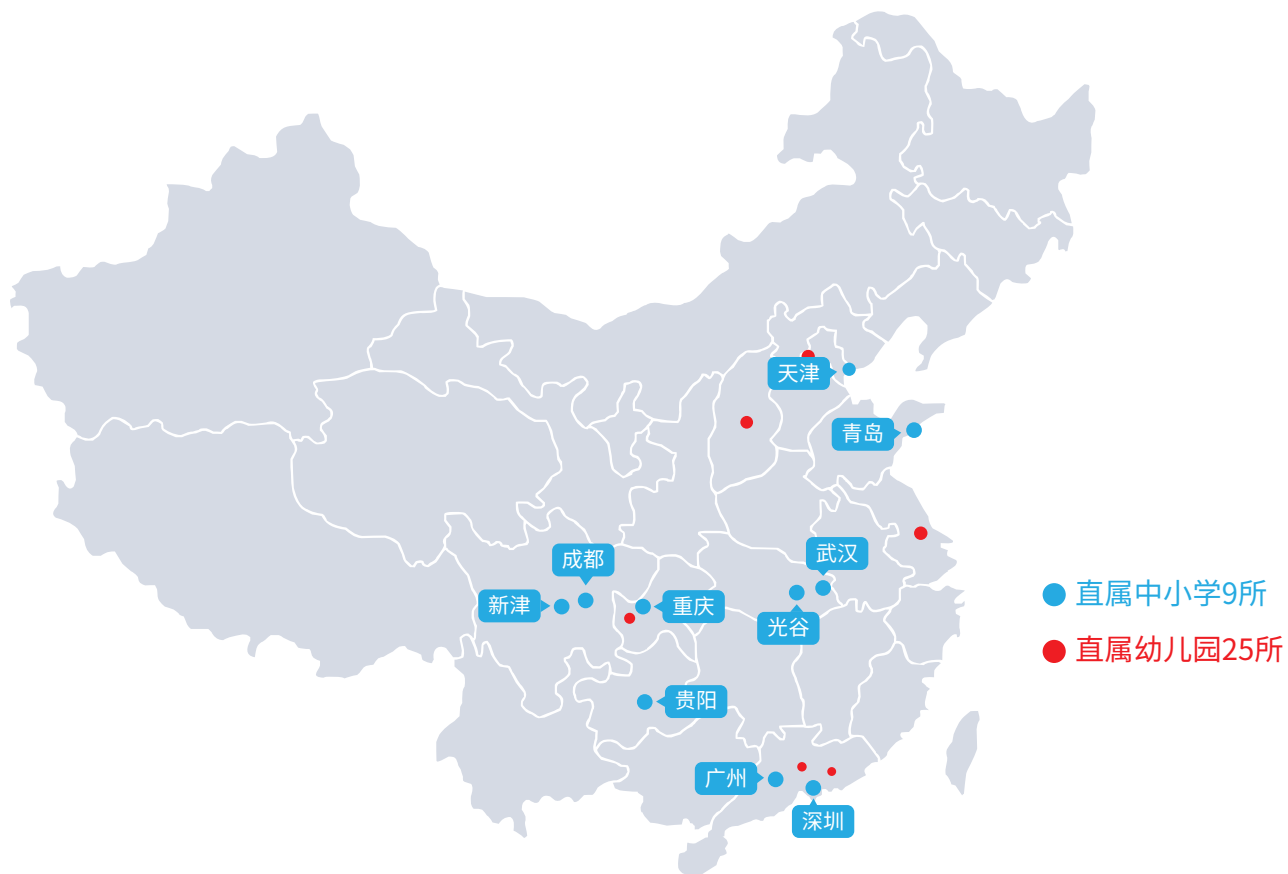 天津
青岛
武汉
成都
新津
重庆
光谷
贵阳
广州
深圳
直属中小学9所
直属幼儿园25所